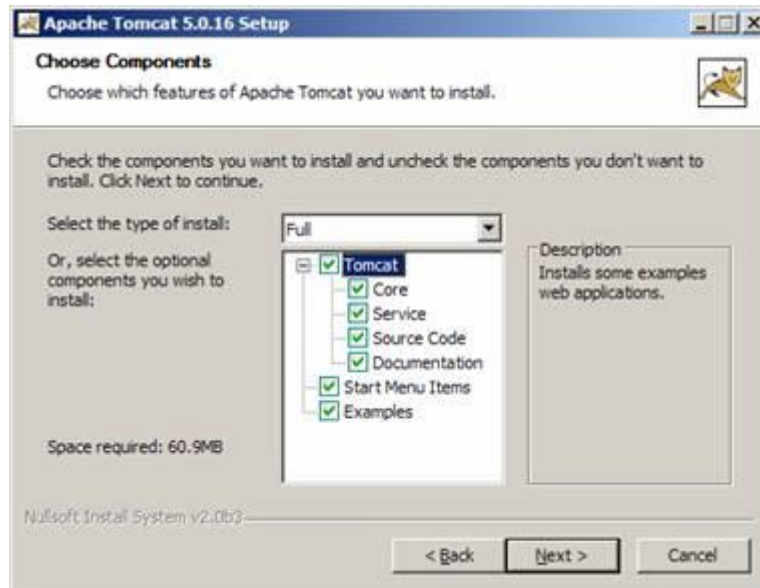 Apache Tomcat 5.0.16 Setup
Choose Components
Choose which features of Apache Tomcat you want to install.
Check the components you want to install and uncheck the components you don't want to
install. Click Next to continue.
Select the type of install:
Full
Or, select the optional
components you wish to
install:
Tomcat
Core
Service
Source Code
Documentation
Start Menu Items
Examples
Description
Installs some examples
web applications.
Space required: 60.9MB
Nullsoft Install System v2.0b3
< Back
Next >
Cancel